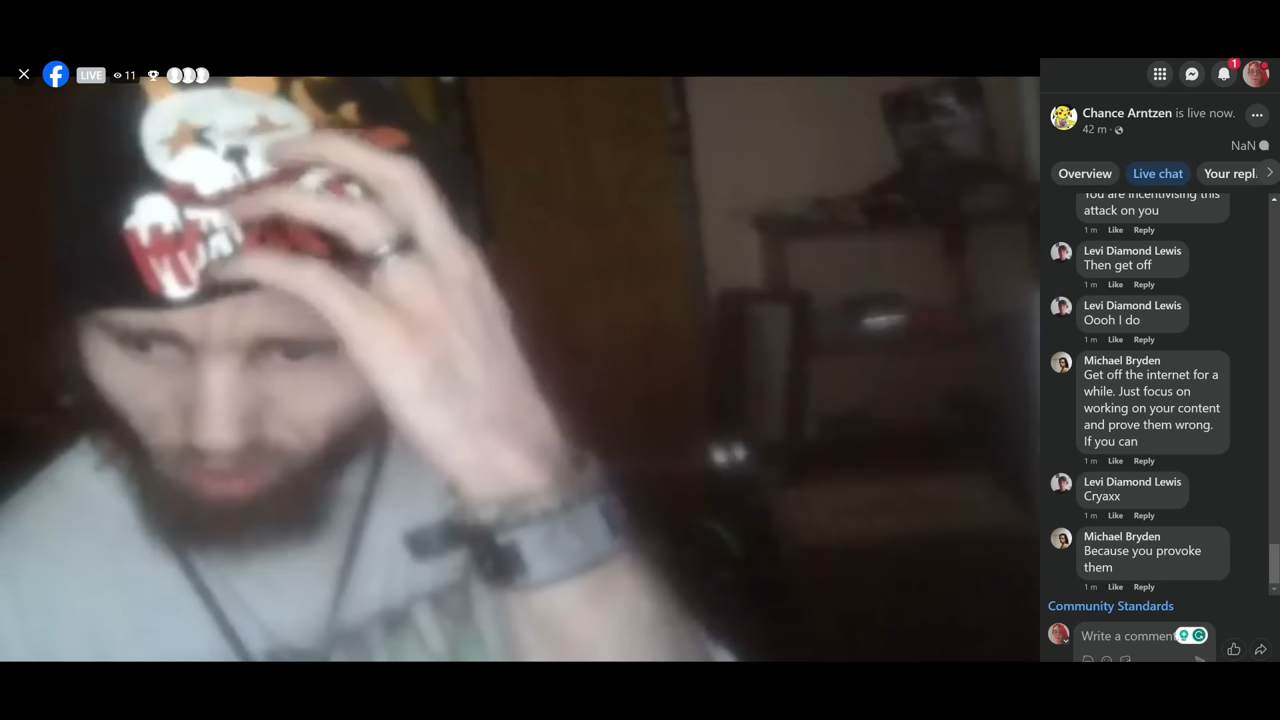 LIVE
11
1
Chance Arntzen is live now.
42 m
NaN
Overview
Live chat
Your repl.
You are incentivising this
attack on you
1 m Like Reply
Levi Diamond Lewis
Then get off
1 m Like Reply
Levi Diamond Lewis
Oooh I do
1 m Like Reply
Michael Bryden
Get off the internet for a
while. Just focus on
working on your content
and prove them wrong.
If you can
1 m Like Reply
Levi Diamond Lewis
Cryaxx
1 m Like Reply
Michael Bryden
Because you provoke
them
1 m Like Reply
Community Standards
Write a comment